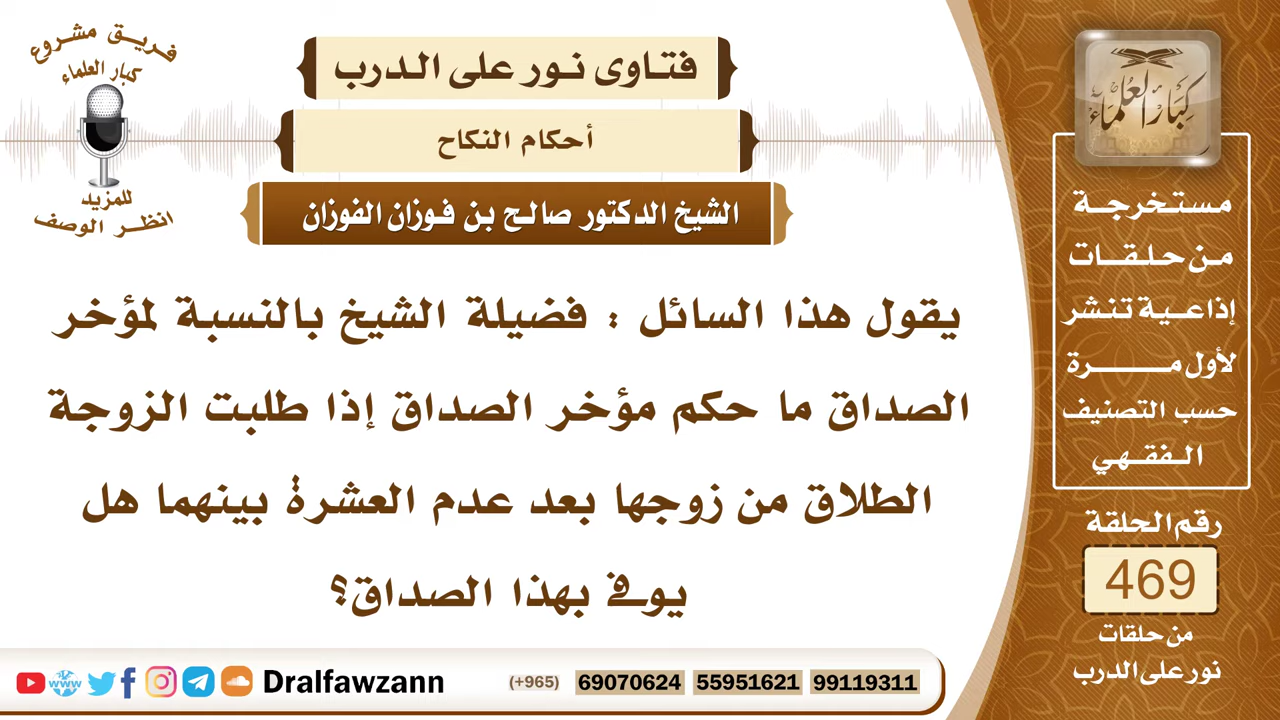 فريق مشروع
كبار العلماء
للمزيد
انظر الوصف
فتاوى نور على الدرب
أحكام النكاح
الشيخ الدكتور صالح بن فوزان الفوزان
يقول هذا السائل : فضيلة الشيخ بالنسبة لمؤخر
الصداق ما حكم مؤخر الصداق إذا طلبت الزوجة
الطلاق من زوجها بعد عدم العشرة بينهما هل
يوفي بهذا الصداق؟
كبار العلماء
مستخرجة
من حلقات
إذاعية تنشر
لأول مرة
حسب التصنيف
الفقهي
رقم الحلقة
469
من حلقات
نور على الدرب
www Dralfawzann (+965) 69070624 55951621 99119311